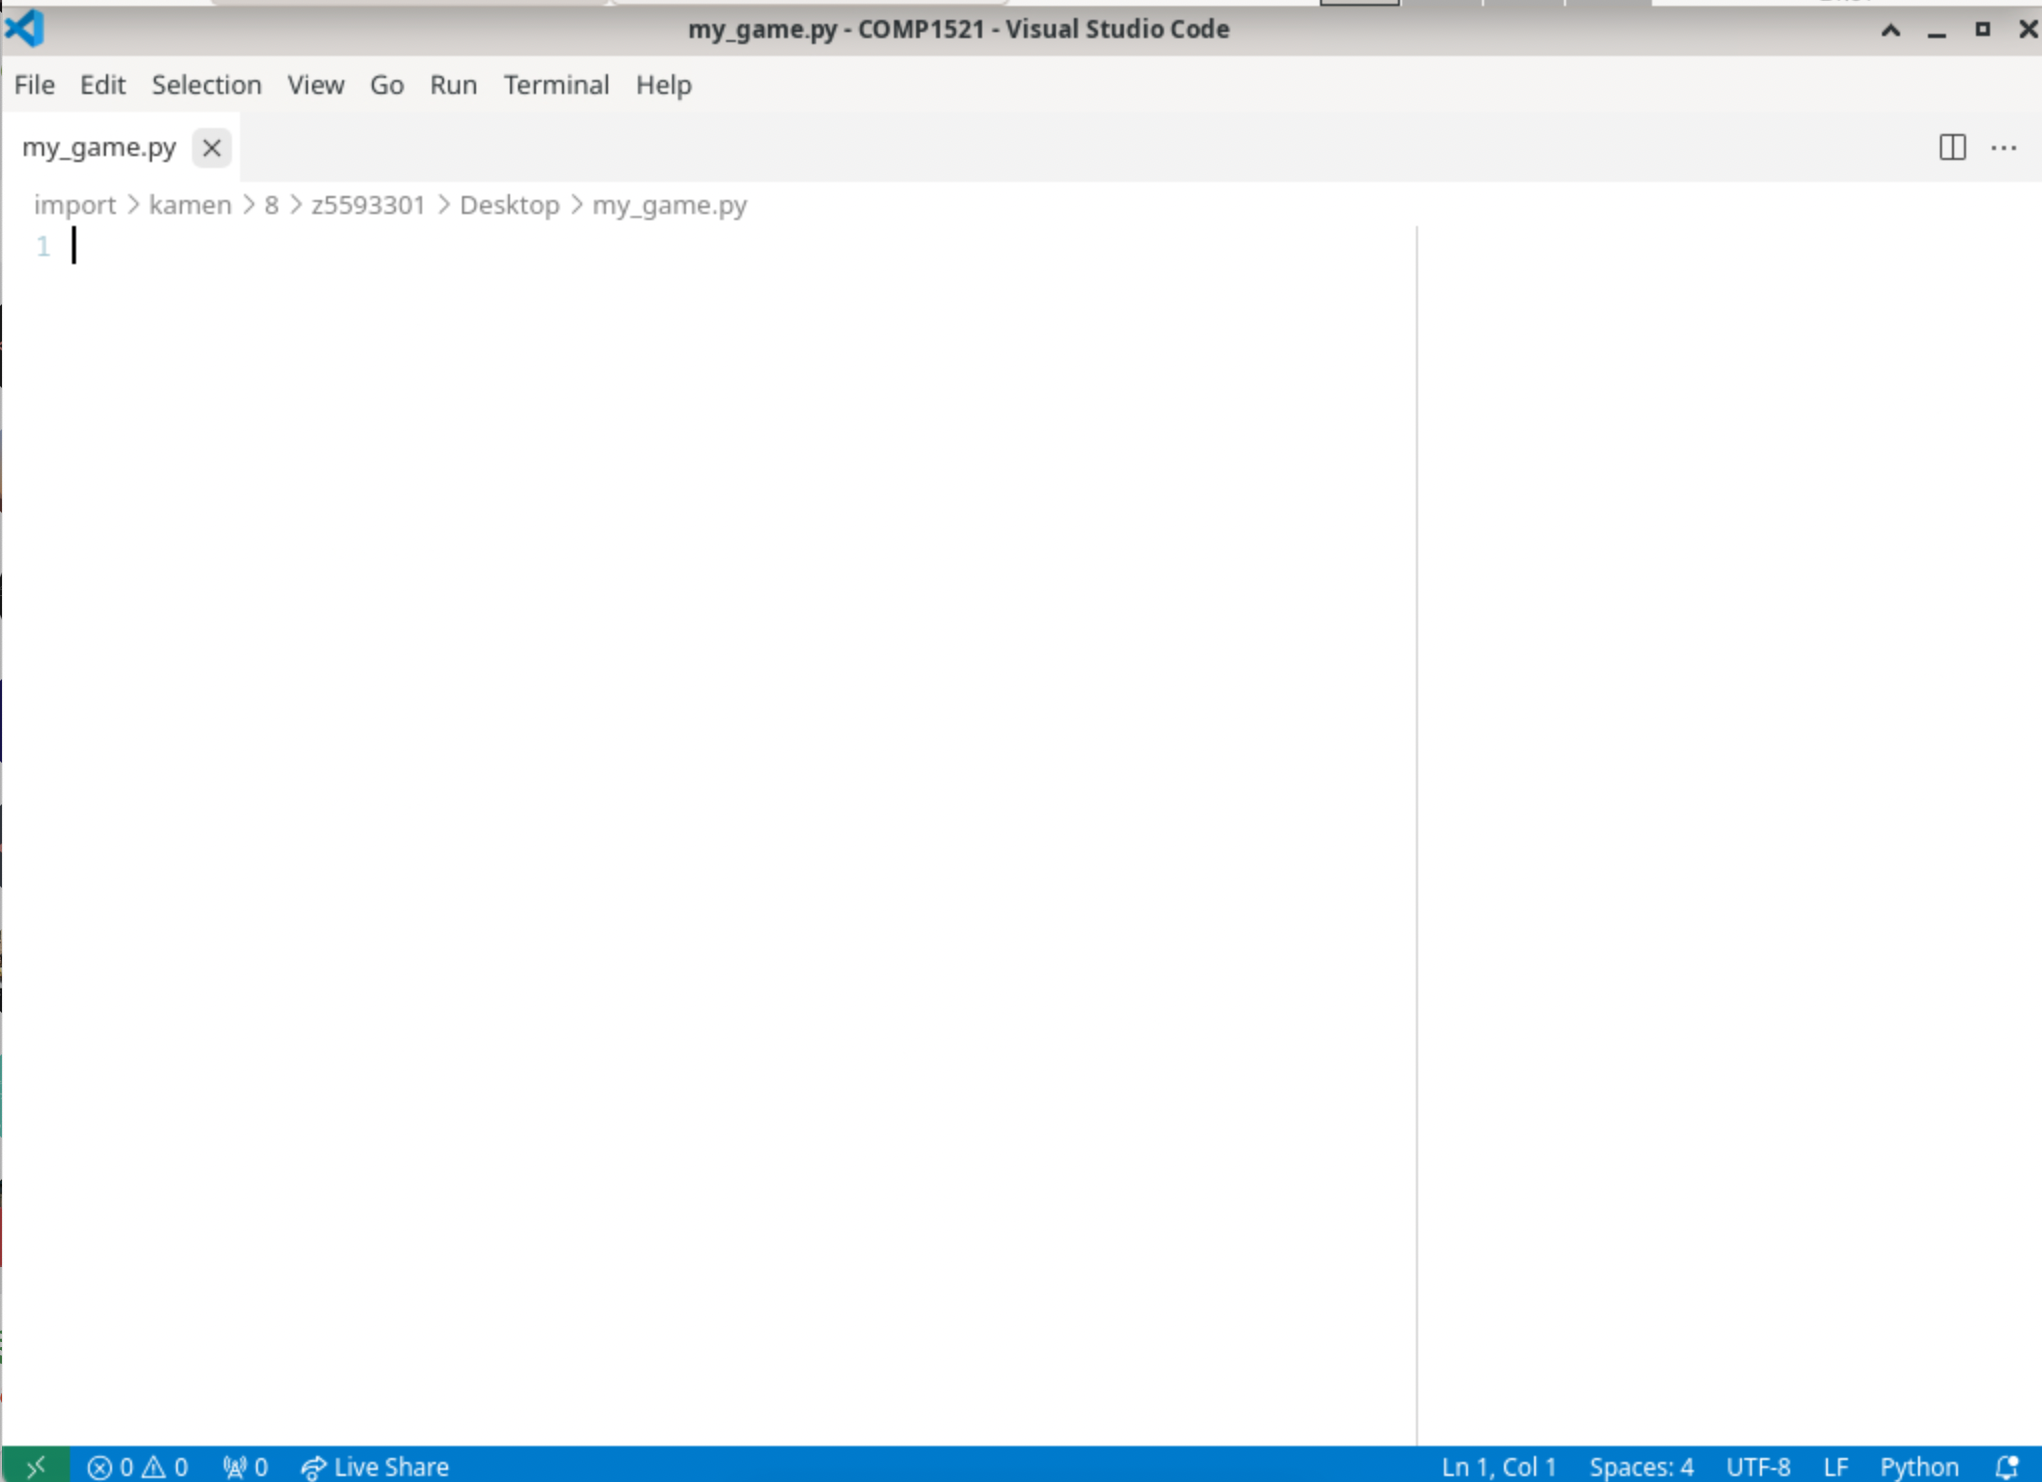 my_game.py - COMP1521 - Visual Studio Code
File Edit Selection View Go Run Terminal Help
my_game.py
import > kamen > 8 > z5593301 > Desktop > my_game.py
1
0 0 0 Live Share Ln 1, Col 1 Spaces: 4 UTF-8 LF Python